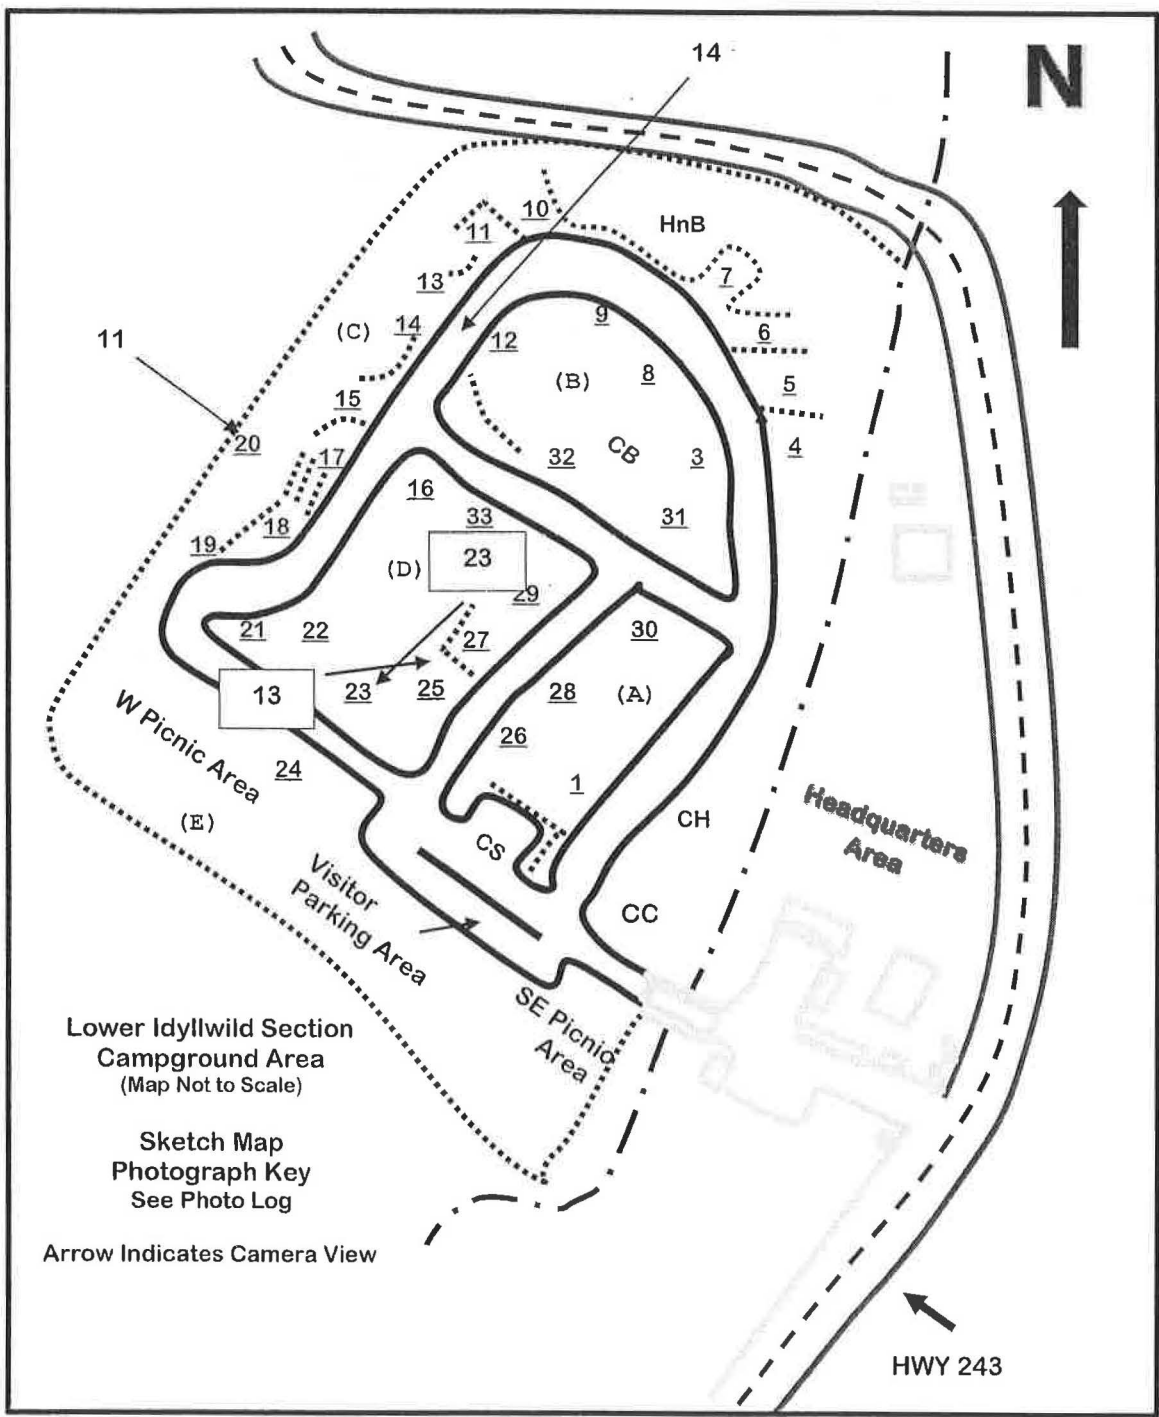 14
N
10
HnB
11
7
13
9
14
(C)
12
6
11
(B)
8
5
15
20
CB
4
17
32
3
16
31
33
18
19
23
(D)
29
21
22
30
27
23
25
28
(A)
13
26
W Picnic Area
24
1
(E)
CH
CS
Headquarters
Area
Visitor
Parking Area
CC
SE Picnic
Area
Lower Idyllwild Section
Campground Area
(Map Not to Scale)
Sketch Map
Photograph Key
See Photo Log
Arrow Indicates Camera View
HWY 243